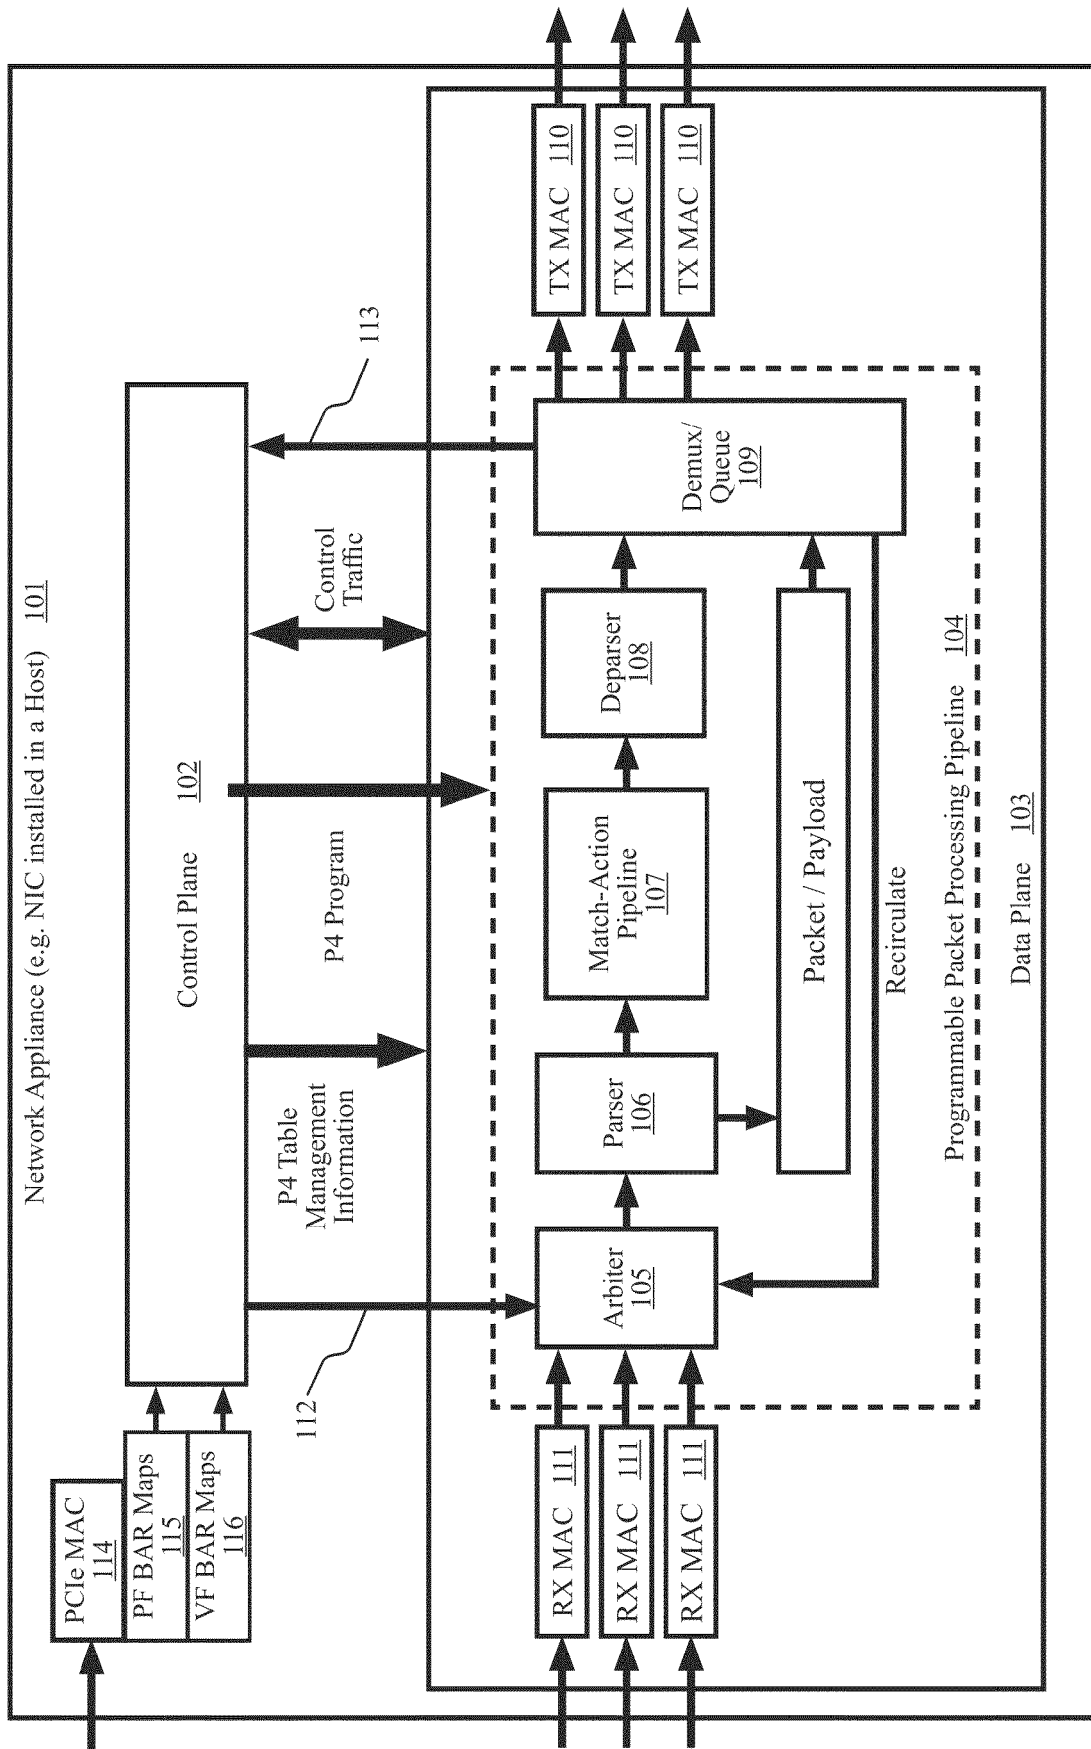 Network Appliance (e.g. NIC installed in a Host) 101
PCIe MAC
114
PF BAR Maps
115
VF BAR Maps
116
Control Plane 102
112
P4 Table
Management
Information
P4 Program
Control
Traffic
113
RX MAC 111
RX MAC 111
RX MAC 111
Arbiter
105
Parser
106
Match-Action
Pipeline
107
Deparser
108
Demux/
Queue
109
TX MAC 110
TX MAC 110
TX MAC 110
Packet / Payload
Recirculate
Programmable Packet Processing Pipeline 104
Data Plane 103